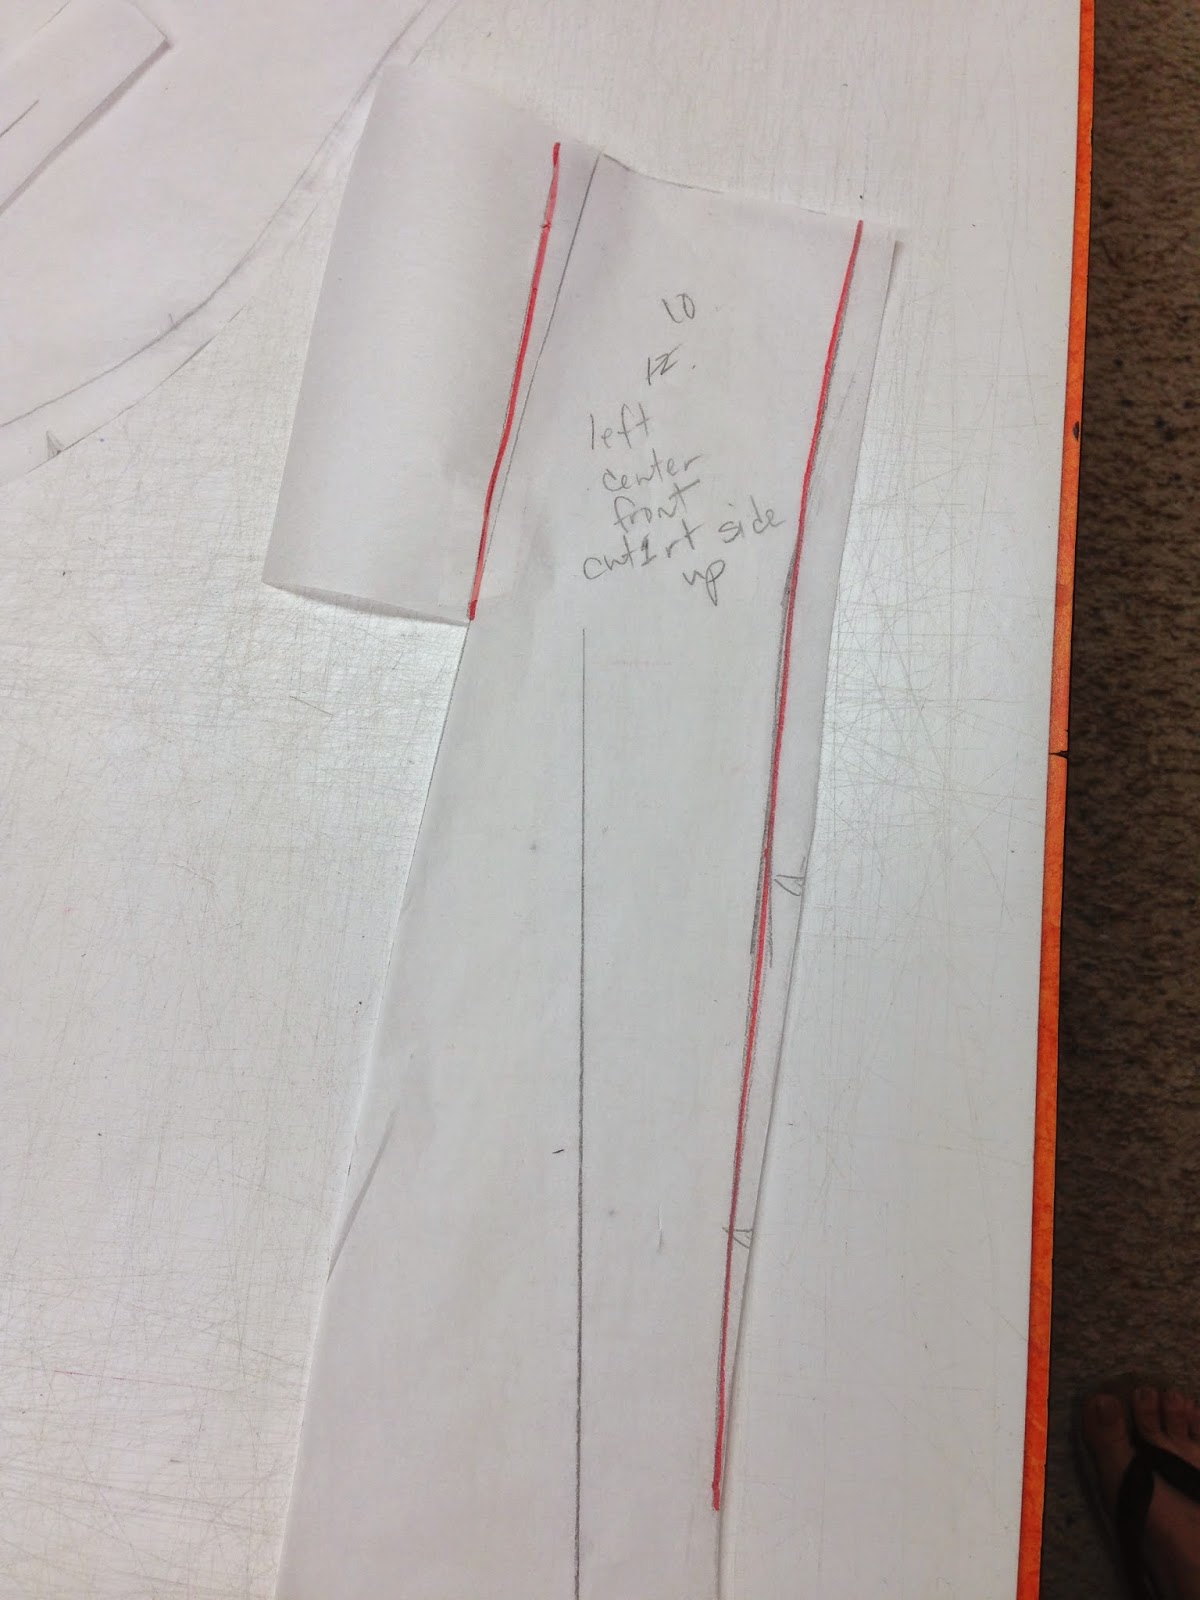 10
12.
left
center
front
cut 1 rt side
up